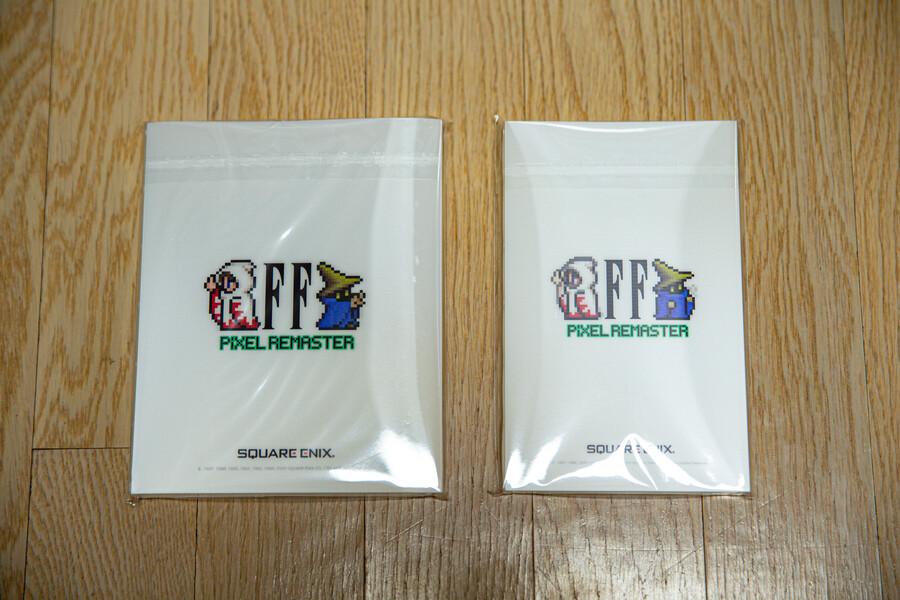 FF
PIXEL REMASTER
SQUARE ENIX.
FF
PIXEL REMASTER
SQUARE ENIX.